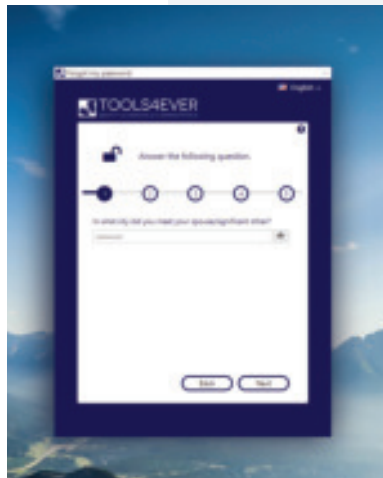 Forgot my password
English
TOOLS4EVER
Answer the following question.
1 2 3 4 5
In what city did you meet your spouse/significant other?
Back Next